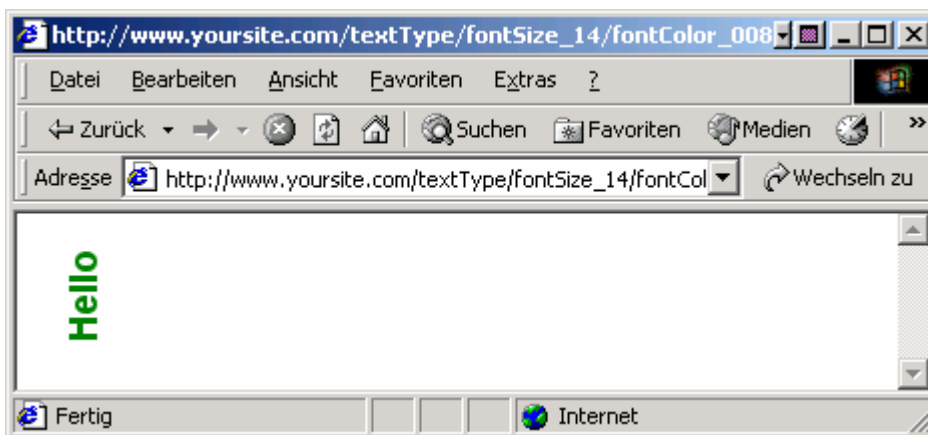 http://www.yoursite.com/textType/fontSize_14/fontColor_008
Datei Bearbeiten Ansicht Favoriten Extras ?
Zurück Suchen Favoriten Medien »
Adresse http://www.yoursite.com/textType/fontSize_14/fontCol Wechseln zu
Hello
Fertig Internet